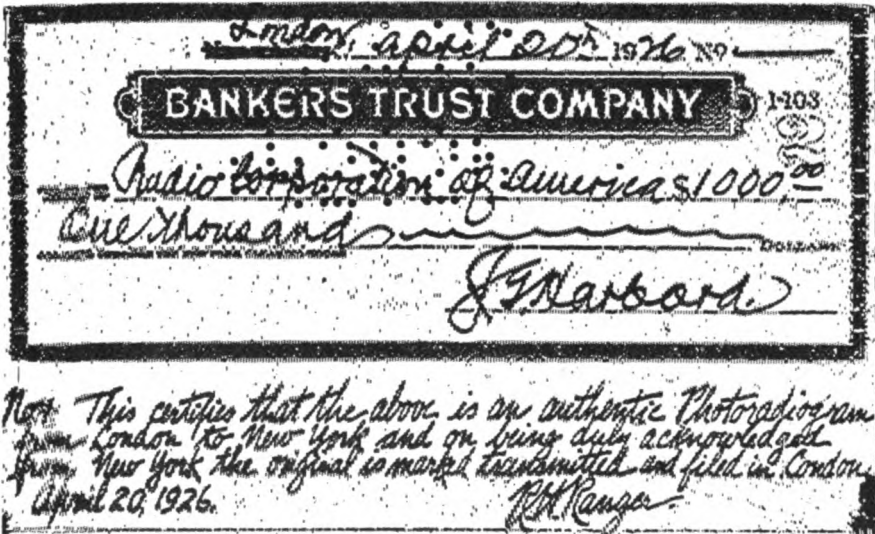 London, April 20th 1926 No
BANKERS TRUST COMPANY 1-103
Radio Corporation of America $1000.00
One Thousand DOLLARS
J. G. Harbord.
Note This certifies that the above is an authentic Photoradiogram
from London to New York and on being duly acknowledged
from New York the original is marked transmitted and filed in London
April 20, 1926. R.H. Ranger